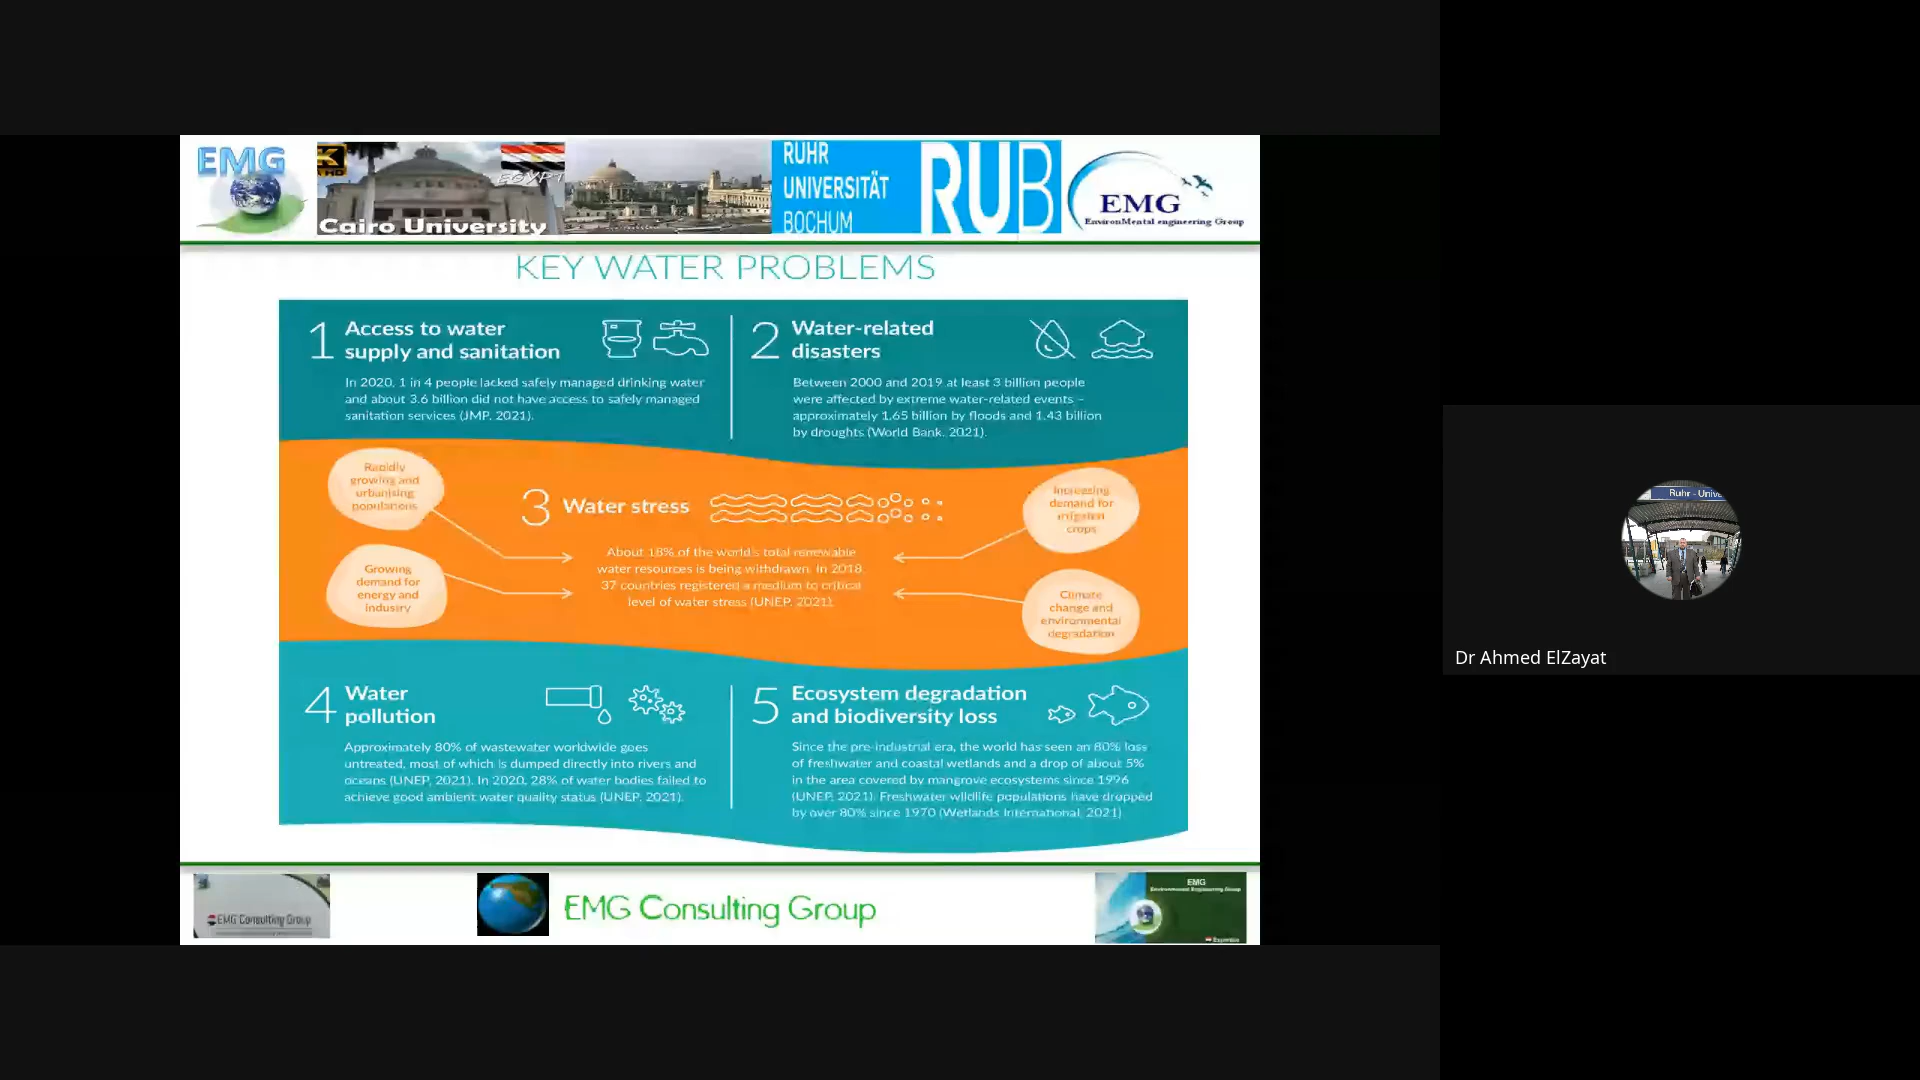 EMG
K
HD
EGYPT
Cairo University
RUHR
UNIVERSITÄT
BOCHUM
RUB
EMG
EnvironMental engineering Group
KEY WATER PROBLEMS
1 Access to water
supply and sanitation
In 2020, 1 in 4 people lacked safely managed drinking water
and about 3.6 billion did not have access to safely managed
sanitation services (JMP, 2021).
2 Water-related
disasters
Between 2000 and 2019 at least 3 billion people
were affected by extreme water-related events –
approximately 1.65 billion by floods and 1.43 billion
by droughts (World Bank, 2021).
Rapidly
growing and
urbanising
populations
Growing
demand for
energy and
industry
3 Water stress
About 18% of the world's total renewable
water resources is being withdrawn. In 2018,
37 countries registered a medium to critical
level of water stress (UNEP, 2021).
Increasing
demand for
irrigated
crops
Climate
change and
environmental
degradation
4 Water
pollution
Approximately 80% of wastewater worldwide goes
untreated, most of which is dumped directly into rivers and
oceans (UNEP, 2021). In 2020, 28% of water bodies failed to
achieve good ambient water quality status (UNEP, 2021).
5 Ecosystem degradation
and biodiversity loss
Since the pre-industrial era, the world has seen an 80% loss
of freshwater and coastal wetlands and a drop of about 5%
in the area covered by mangrove ecosystems since 1996
(UNEP, 2021). Freshwater wildlife populations have dropped
by over 80% since 1970 (Wetlands International, 2021)
EMG Consulting Group
EMG Consulting Group
EMG
Environmental Engineering Group
Ruhr - Unive
Dr Ahmed ElZayat